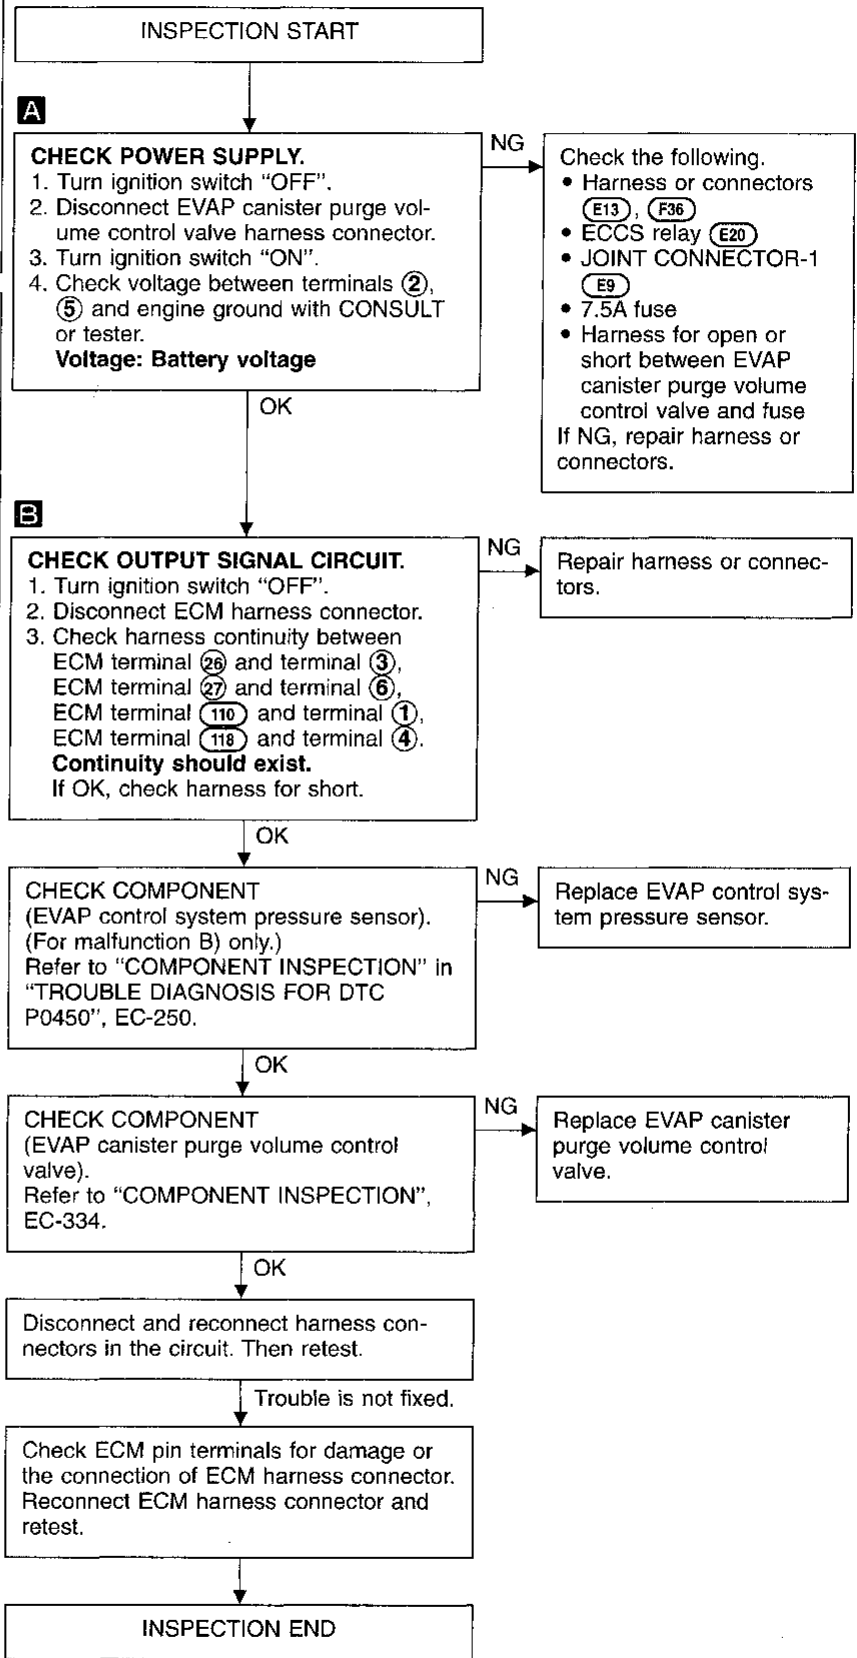 INSPECTION START
A
CHECK POWER SUPPLY.
1. Turn ignition switch “OFF”.
2. Disconnect EVAP canister purge vol-
ume control valve harness connector.
3. Turn ignition switch “ON”.
4. Check voltage between terminals ②,
⑤ and engine ground with CONSULT
or tester.
Voltage: Battery voltage
NG
Check the following.
• Harness or connectors
E13, F36
• ECCS relay E20
• JOINT CONNECTOR-1
E9
• 7.5A fuse
• Harness for open or
short between EVAP
canister purge volume
control valve and fuse
If NG, repair harness or
connectors.
OK
B
CHECK OUTPUT SIGNAL CIRCUIT.
1. Turn ignition switch “OFF”.
2. Disconnect ECM harness connector.
3. Check harness continuity between
ECM terminal ㉖ and terminal ③,
ECM terminal ㉗ and terminal ⑥,
ECM terminal 110 and terminal ①,
ECM terminal 118 and terminal ④.
Continuity should exist.
If OK, check harness for short.
NG
Repair harness or connec-
tors.
OK
CHECK COMPONENT
(EVAP control system pressure sensor).
(For malfunction B) only.)
Refer to “COMPONENT INSPECTION” in
“TROUBLE DIAGNOSIS FOR DTC
P0450”, EC-250.
NG
Replace EVAP control sys-
tem pressure sensor.
OK
CHECK COMPONENT
(EVAP canister purge volume control
valve).
Refer to “COMPONENT INSPECTION”,
EC-334.
NG
Replace EVAP canister
purge volume control
valve.
OK
Disconnect and reconnect harness con-
nectors in the circuit. Then retest.
Trouble is not fixed.
Check ECM pin terminals for damage or
the connection of ECM harness connector.
Reconnect ECM harness connector and
retest.
INSPECTION END